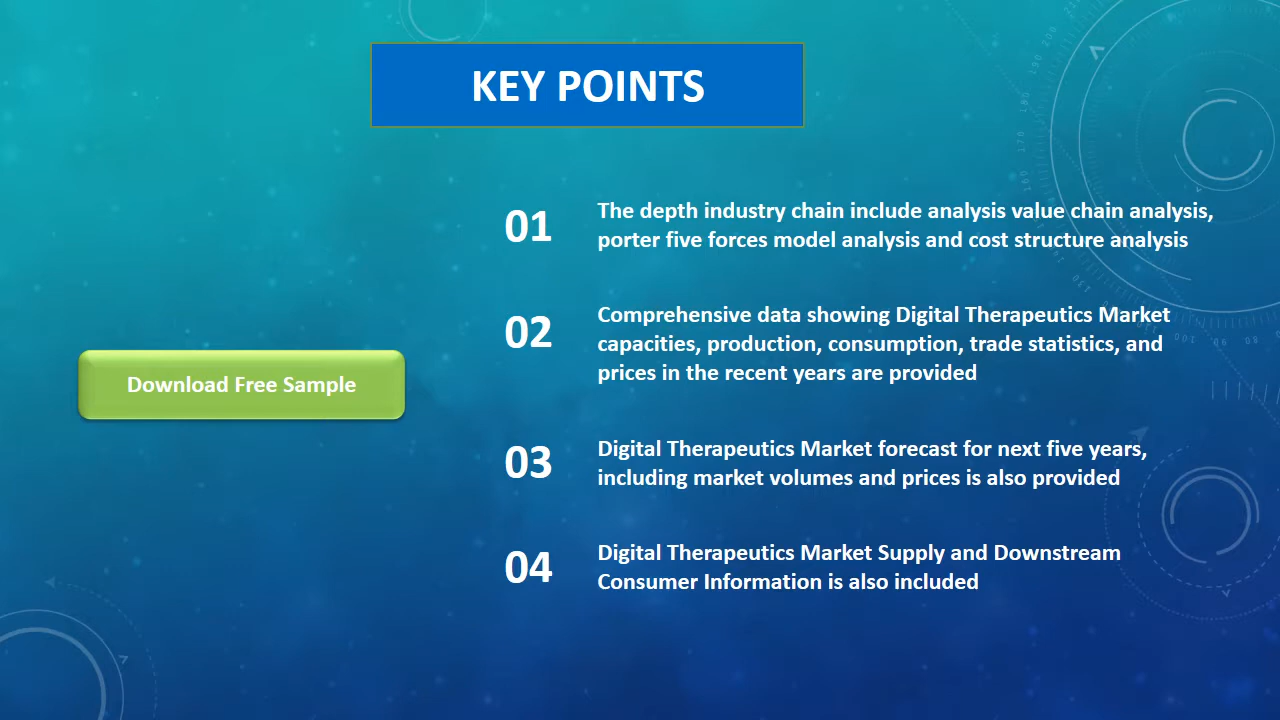 KEY POINTS
01
The depth industry chain include analysis value chain analysis,
porter five forces model analysis and cost structure analysis
02
Comprehensive data showing Digital Therapeutics Market
capacities, production, consumption, trade statistics, and
prices in the recent years are provided
Download Free Sample
03
Digital Therapeutics Market forecast for next five years,
including market volumes and prices is also provided
04
Digital Therapeutics Market Supply and Downstream
Consumer Information is also included